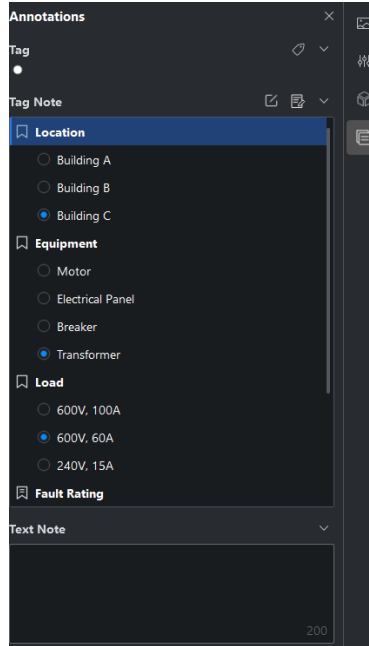 Annotations
Tag
Tag Note
Location
Building A
Building B
Building C
Equipment
Motor
Electrical Panel
Breaker
Transformer
Load
600V, 100A
600V, 60A
240V, 15A
Fault Rating
Text Note
200